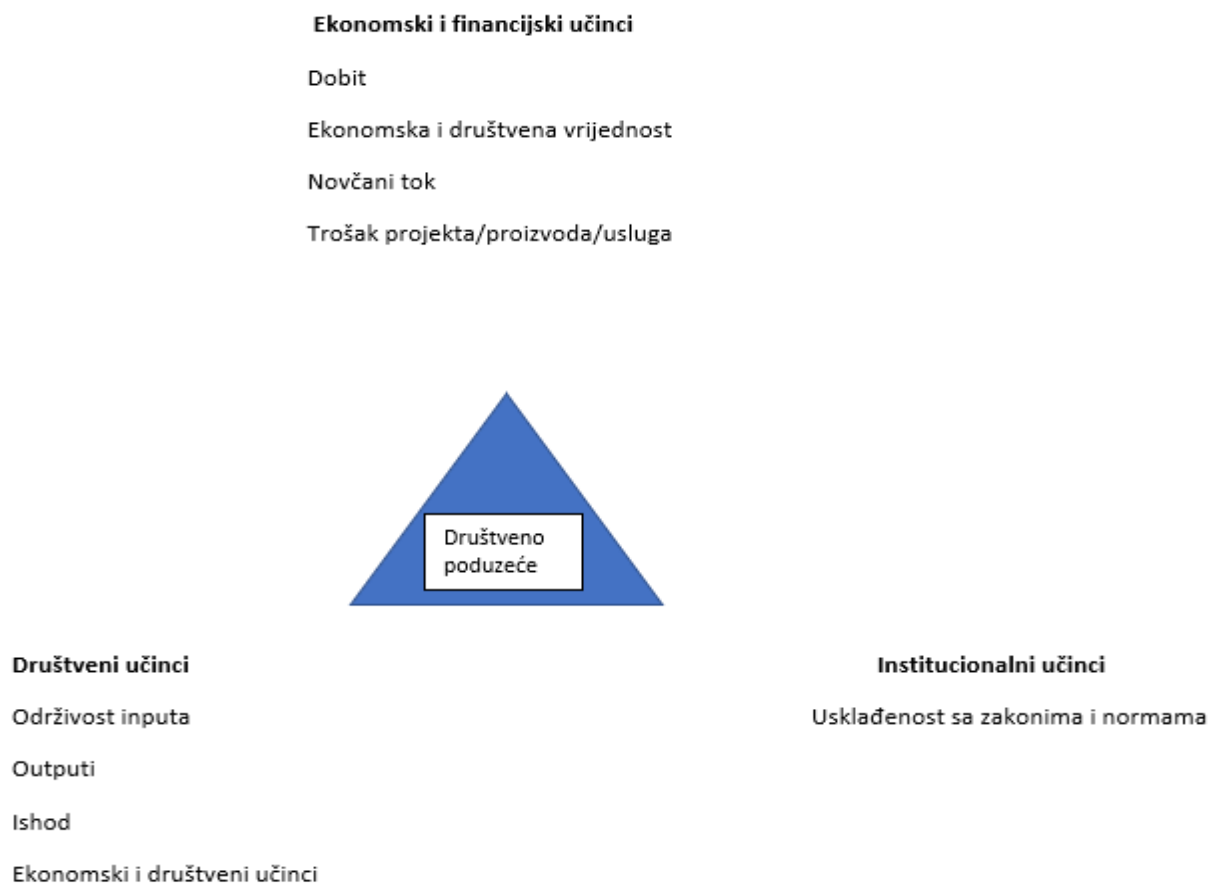 Ekonomski i financijski učinci
Dobit
Ekonomska i društvena vrijednost
Novčani tok
Trošak projekta/proizvoda/usluga
Društveno
poduzeće
Društveni učinci
Održivost inputa
Outputi
Ishod
Ekonomski i društveni učinci
Institucionalni učinci
Usklađenost sa zakonima i normama